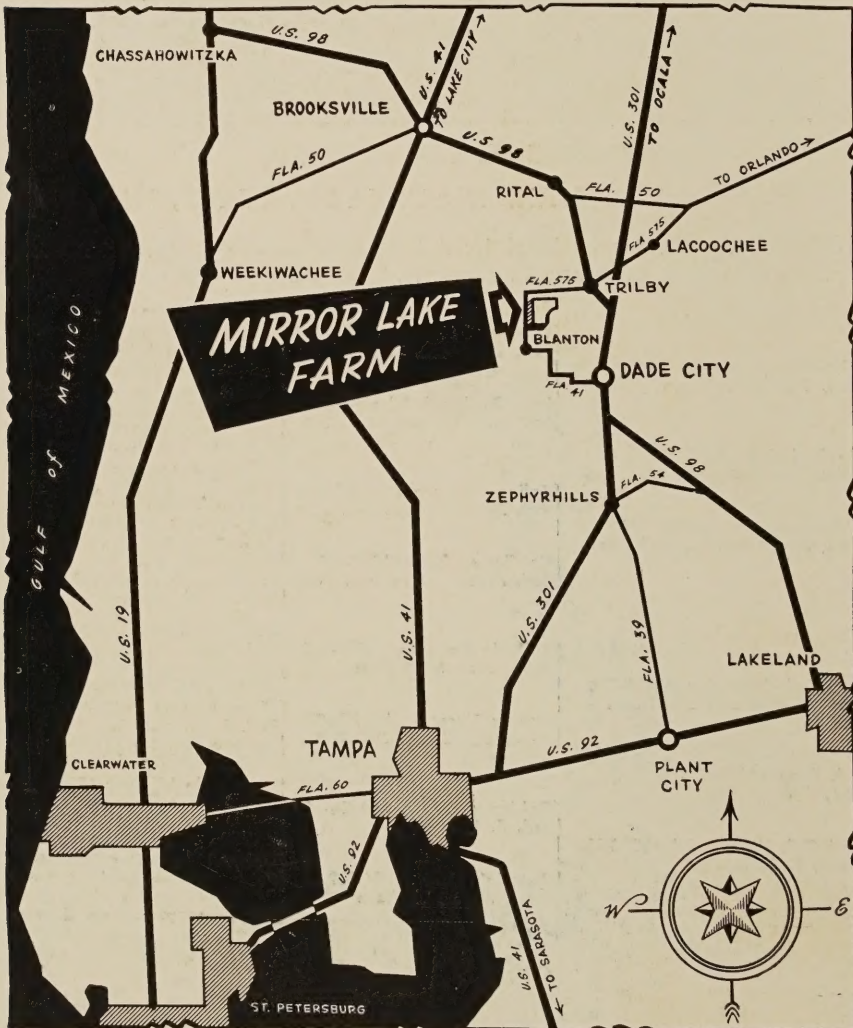 CHASSAHOWITZKA
U.S. 98
U.S. 41
TO LAKE CITY →
U.S. 301
TO OCALA →
BROOKSVILLE
U.S 98
FLA. 50
RITAL
FLA. 50
TO ORLANDO →
FLA 575
LACOOCHEE
WEEKIWACHEE
FLA. 575
TRILBY
MIRROR LAKE
FARM
BLANTON
DADE CITY
FLA 41
GULF OF MEXICO
U.S. 98
FLA. 54
ZEPHYRHILLS
U.S. 19
U.S. 41
U.S. 301
FLA. 39
LAKELAND
TAMPA
U.S. 92
CLEARWATER
FLA. 60
PLANT
CITY
U.S. 92
W
E
U.S. 41
← TO SARASOTA
ST. PETERSBURG